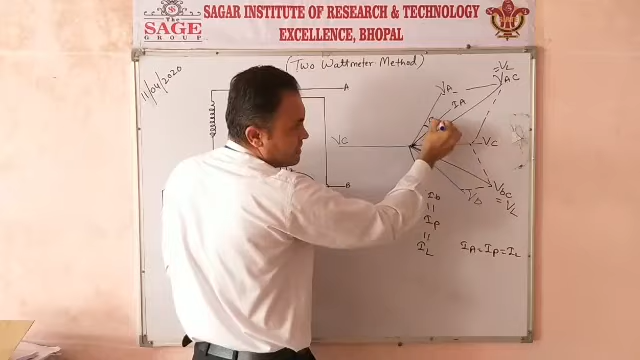 The
SAGE
GROUP
SAGAR INSTITUTE OF RESEARCH & TECHNOLOGY
EXCELLENCE, BHOPAL
11/04/2020
(Two Wattmeter Method)
A
B
VC
VA
IA
=VL
VAC
-VC
VBC
=VL
VB
Ib
=
IP
=
IL
IA=IP=IL